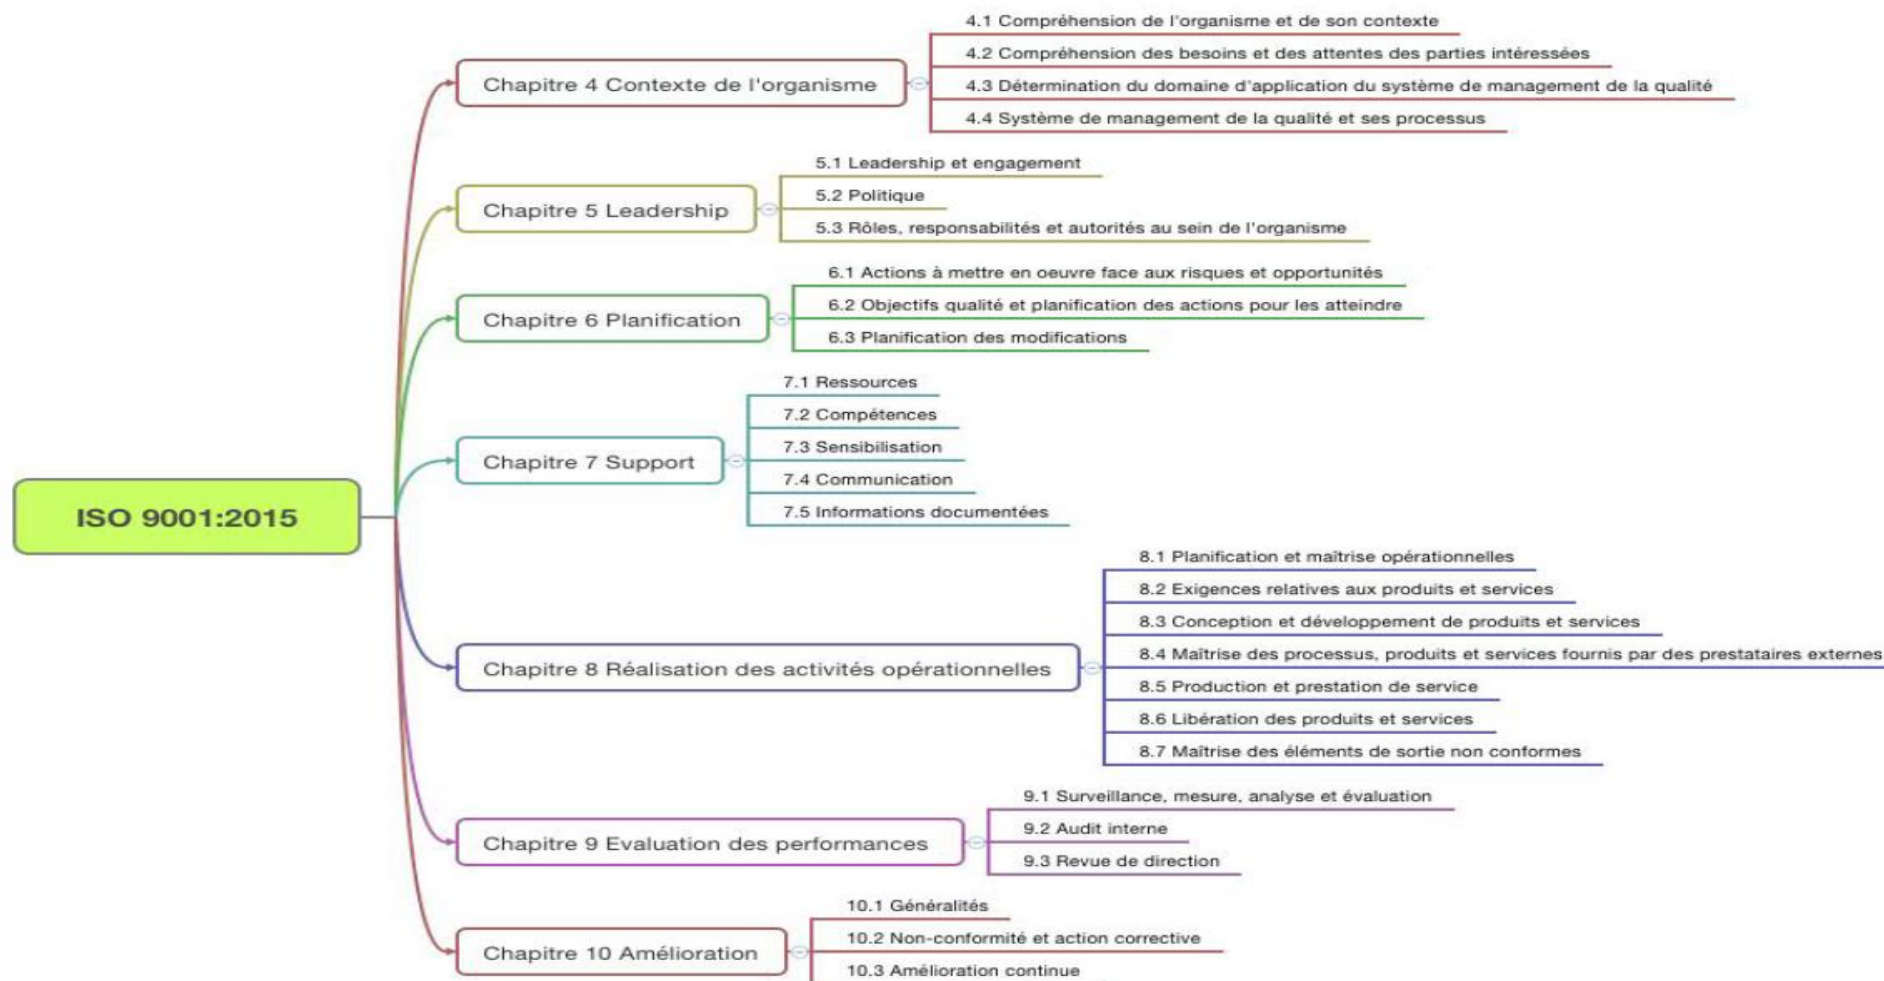 4.1 Compréhension de l'organisme et de son contexte
4.2 Compréhension des besoins et des attentes des parties intéressées
Chapitre 4 Contexte de l'organisme
4.3 Détermination du domaine d'application du système de management de la qualité
4.4 Système de management de la qualité et ses processus
5.1 Leadership et engagement
5.2 Politique
Chapitre 5 Leadership
5.3 Rôles, responsabilités et autorités au sein de l'organisme
6.1 Actions à mettre en oeuvre face aux risques et opportunités
6.2 Objectifs qualité et planification des actions pour les atteindre
Chapitre 6 Planification
6.3 Planification des modifications
7.1 Ressources
7.2 Compétences
7.3 Sensibilisation
Chapitre 7 Support
7.4 Communication
7.5 Informations documentées
ISO 9001:2015
8.1 Planification et maîtrise opérationnelles
8.2 Exigences relatives aux produits et services
8.3 Conception et développement de produits et services
8.4 Maîtrise des processus, produits et services fournis par des prestataires externes
Chapitre 8 Réalisation des activités opérationnelles
8.5 Production et prestation de service
8.6 Libération des produits et services
8.7 Maîtrise des éléments de sortie non conformes
9.1 Surveillance, mesure, analyse et évaluation
9.2 Audit interne
Chapitre 9 Evaluation des performances
9.3 Revue de direction
10.1 Généralités
10.2 Non-conformité et action corrective
Chapitre 10 Amélioration
10.3 Amélioration continue